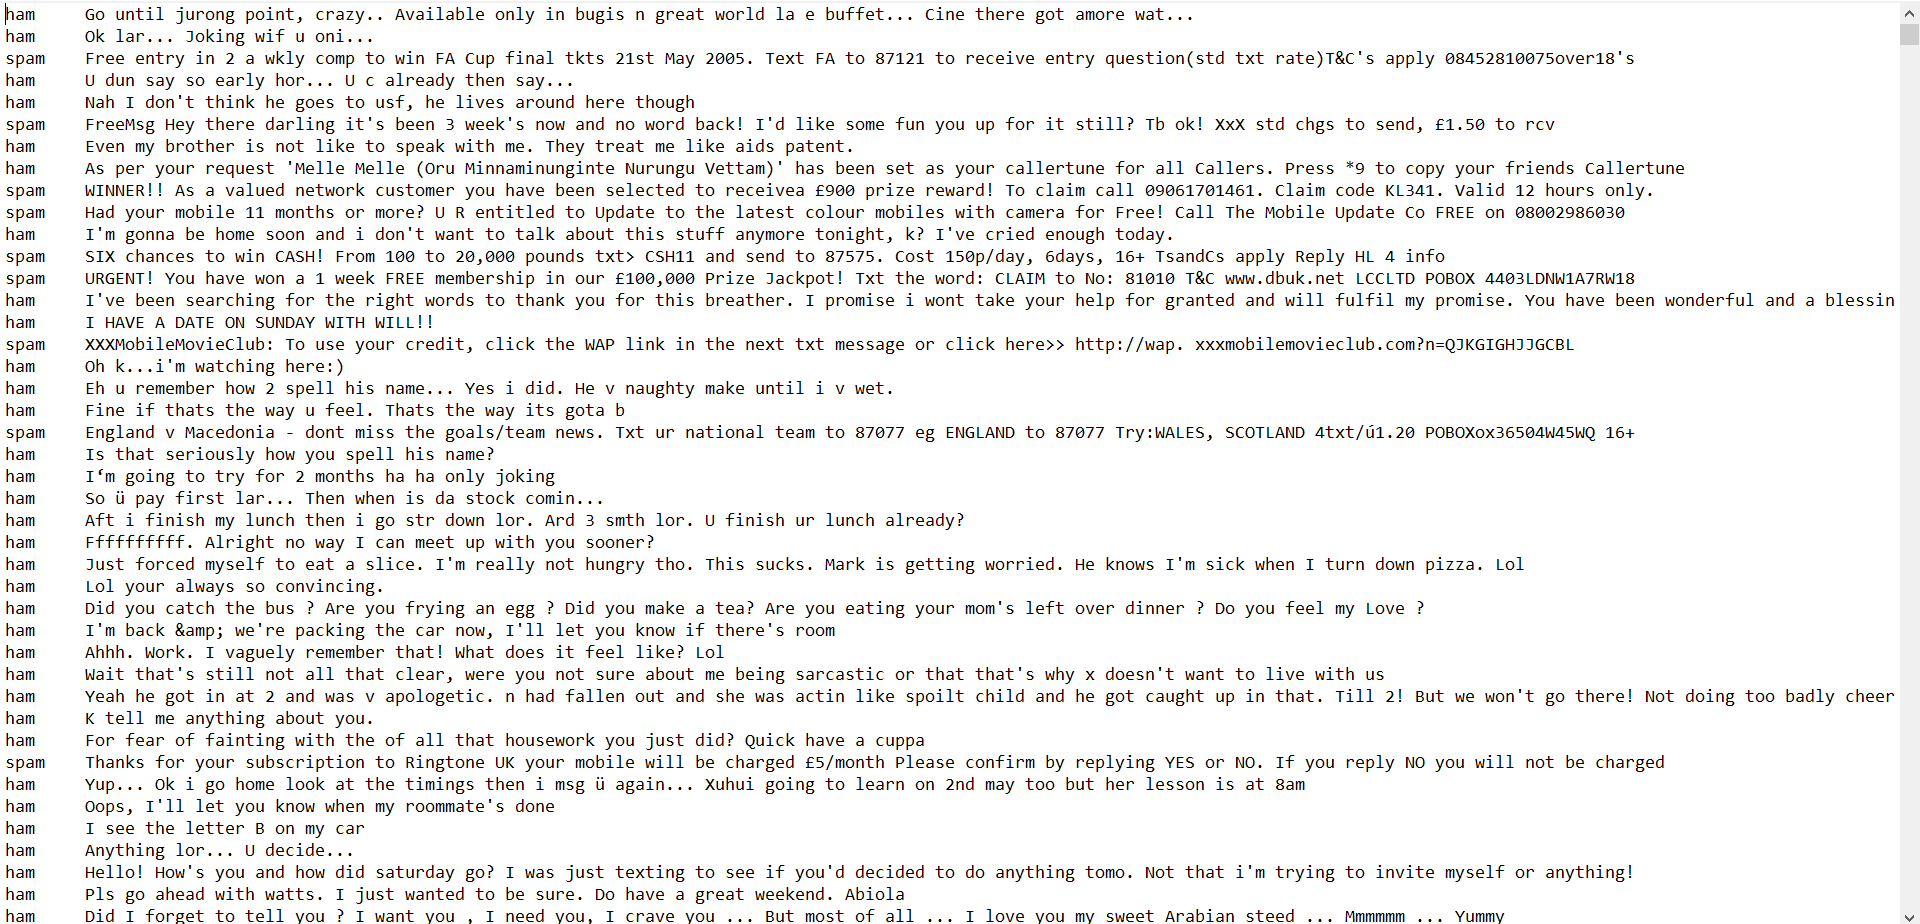 ham	Go until jurong point, crazy.. Available only in bugis n great world la e buffet... Cine there got amore wat...
ham	Ok lar... Joking wif u oni...
spam	Free entry in 2 a wkly comp to win FA Cup final tkts 21st May 2005. Text FA to 87121 to receive entry question(std txt rate)T&C's apply 08452810075over18's
ham	U dun say so early hor... U c already then say...
ham	Nah I don't think he goes to usf, he lives around here though
spam	FreeMsg Hey there darling it's been 3 week's now and no word back! I'd like some fun you up for it still? Tb ok! XxX std chgs to send, £1.50 to rcv
ham	Even my brother is not like to speak with me. They treat me like aids patent.
ham	As per your request 'Melle Melle (Oru Minnaminunginte Nurungu Vettam)' has been set as your callertune for all Callers. Press *9 to copy your friends Callertune
spam	WINNER!! As a valued network customer you have been selected to receivea £900 prize reward! To claim call 09061701461. Claim code KL341. Valid 12 hours only.
spam	Had your mobile 11 months or more? U R entitled to Update to the latest colour mobiles with camera for Free! Call The Mobile Update Co FREE on 08002986030
ham	I'm gonna be home soon and i don't want to talk about this stuff anymore tonight, k? I've cried enough today.
spam	SIX chances to win CASH! From 100 to 20,000 pounds txt> CSH11 and send to 87575. Cost 150p/day, 6days, 16+ TsandCs apply Reply HL 4 info
spam	URGENT! You have won a 1 week FREE membership in our £100,000 Prize Jackpot! Txt the word: CLAIM to No: 81010 T&C www.dbuk.net LCCLTD POBOX 4403LDNW1A7RW18
ham	I've been searching for the right words to thank you for this breather. I promise i wont take your help for granted and will fulfil my promise. You have been wonderful and a blessin
ham	I HAVE A DATE ON SUNDAY WITH WILL!!
spam	XXXMobileMovieClub: To use your credit, click the WAP link in the next txt message or click here>> http://wap. xxxmobilemovieclub.com?n=QJKGIGHJJGCBL
ham	Oh k...i'm watching here:)
ham	Eh u remember how 2 spell his name... Yes i did. He v naughty make until i v wet.
ham	Fine if thats the way u feel. Thats the way its gota b
spam	England v Macedonia - dont miss the goals/team news. Txt ur national team to 87077 eg ENGLAND to 87077 Try:WALES, SCOTLAND 4txt/ú1.20 POBOXox36504W45WQ 16+
ham	Is that seriously how you spell his name?
ham	I‘m going to try for 2 months ha ha only joking
ham	So ü pay first lar... Then when is da stock comin...
ham	Aft i finish my lunch then i go str down lor. Ard 3 smth lor. U finish ur lunch already?
ham	Ffffffffff. Alright no way I can meet up with you sooner?
ham	Just forced myself to eat a slice. I'm really not hungry tho. This sucks. Mark is getting worried. He knows I'm sick when I turn down pizza. Lol
ham	Lol your always so convincing.
ham	Did you catch the bus ? Are you frying an egg ? Did you make a tea? Are you eating your mom's left over dinner ? Do you feel my Love ?
ham	I'm back &amp; we're packing the car now, I'll let you know if there's room
ham	Ahhh. Work. I vaguely remember that! What does it feel like? Lol
ham	Wait that's still not all that clear, were you not sure about me being sarcastic or that that's why x doesn't want to live with us
ham	Yeah he got in at 2 and was v apologetic. n had fallen out and she was actin like spoilt child and he got caught up in that. Till 2! But we won't go there! Not doing too badly cheer
ham	K tell me anything about you.
ham	For fear of fainting with the of all that housework you just did? Quick have a cuppa
spam	Thanks for your subscription to Ringtone UK your mobile will be charged £5/month Please confirm by replying YES or NO. If you reply NO you will not be charged
ham	Yup... Ok i go home look at the timings then i msg ü again... Xuhui going to learn on 2nd may too but her lesson is at 8am
ham	Oops, I'll let you know when my roommate's done
ham	I see the letter B on my car
ham	Anything lor... U decide...
ham	Hello! How's you and how did saturday go? I was just texting to see if you'd decided to do anything tomo. Not that i'm trying to invite myself or anything!
ham	Pls go ahead with watts. I just wanted to be sure. Do have a great weekend. Abiola
ham	Did I forget to tell you ? I want you , I need you, I crave you ... But most of all ... I love you my sweet Arabian steed ... Mmmmmm ... Yummy